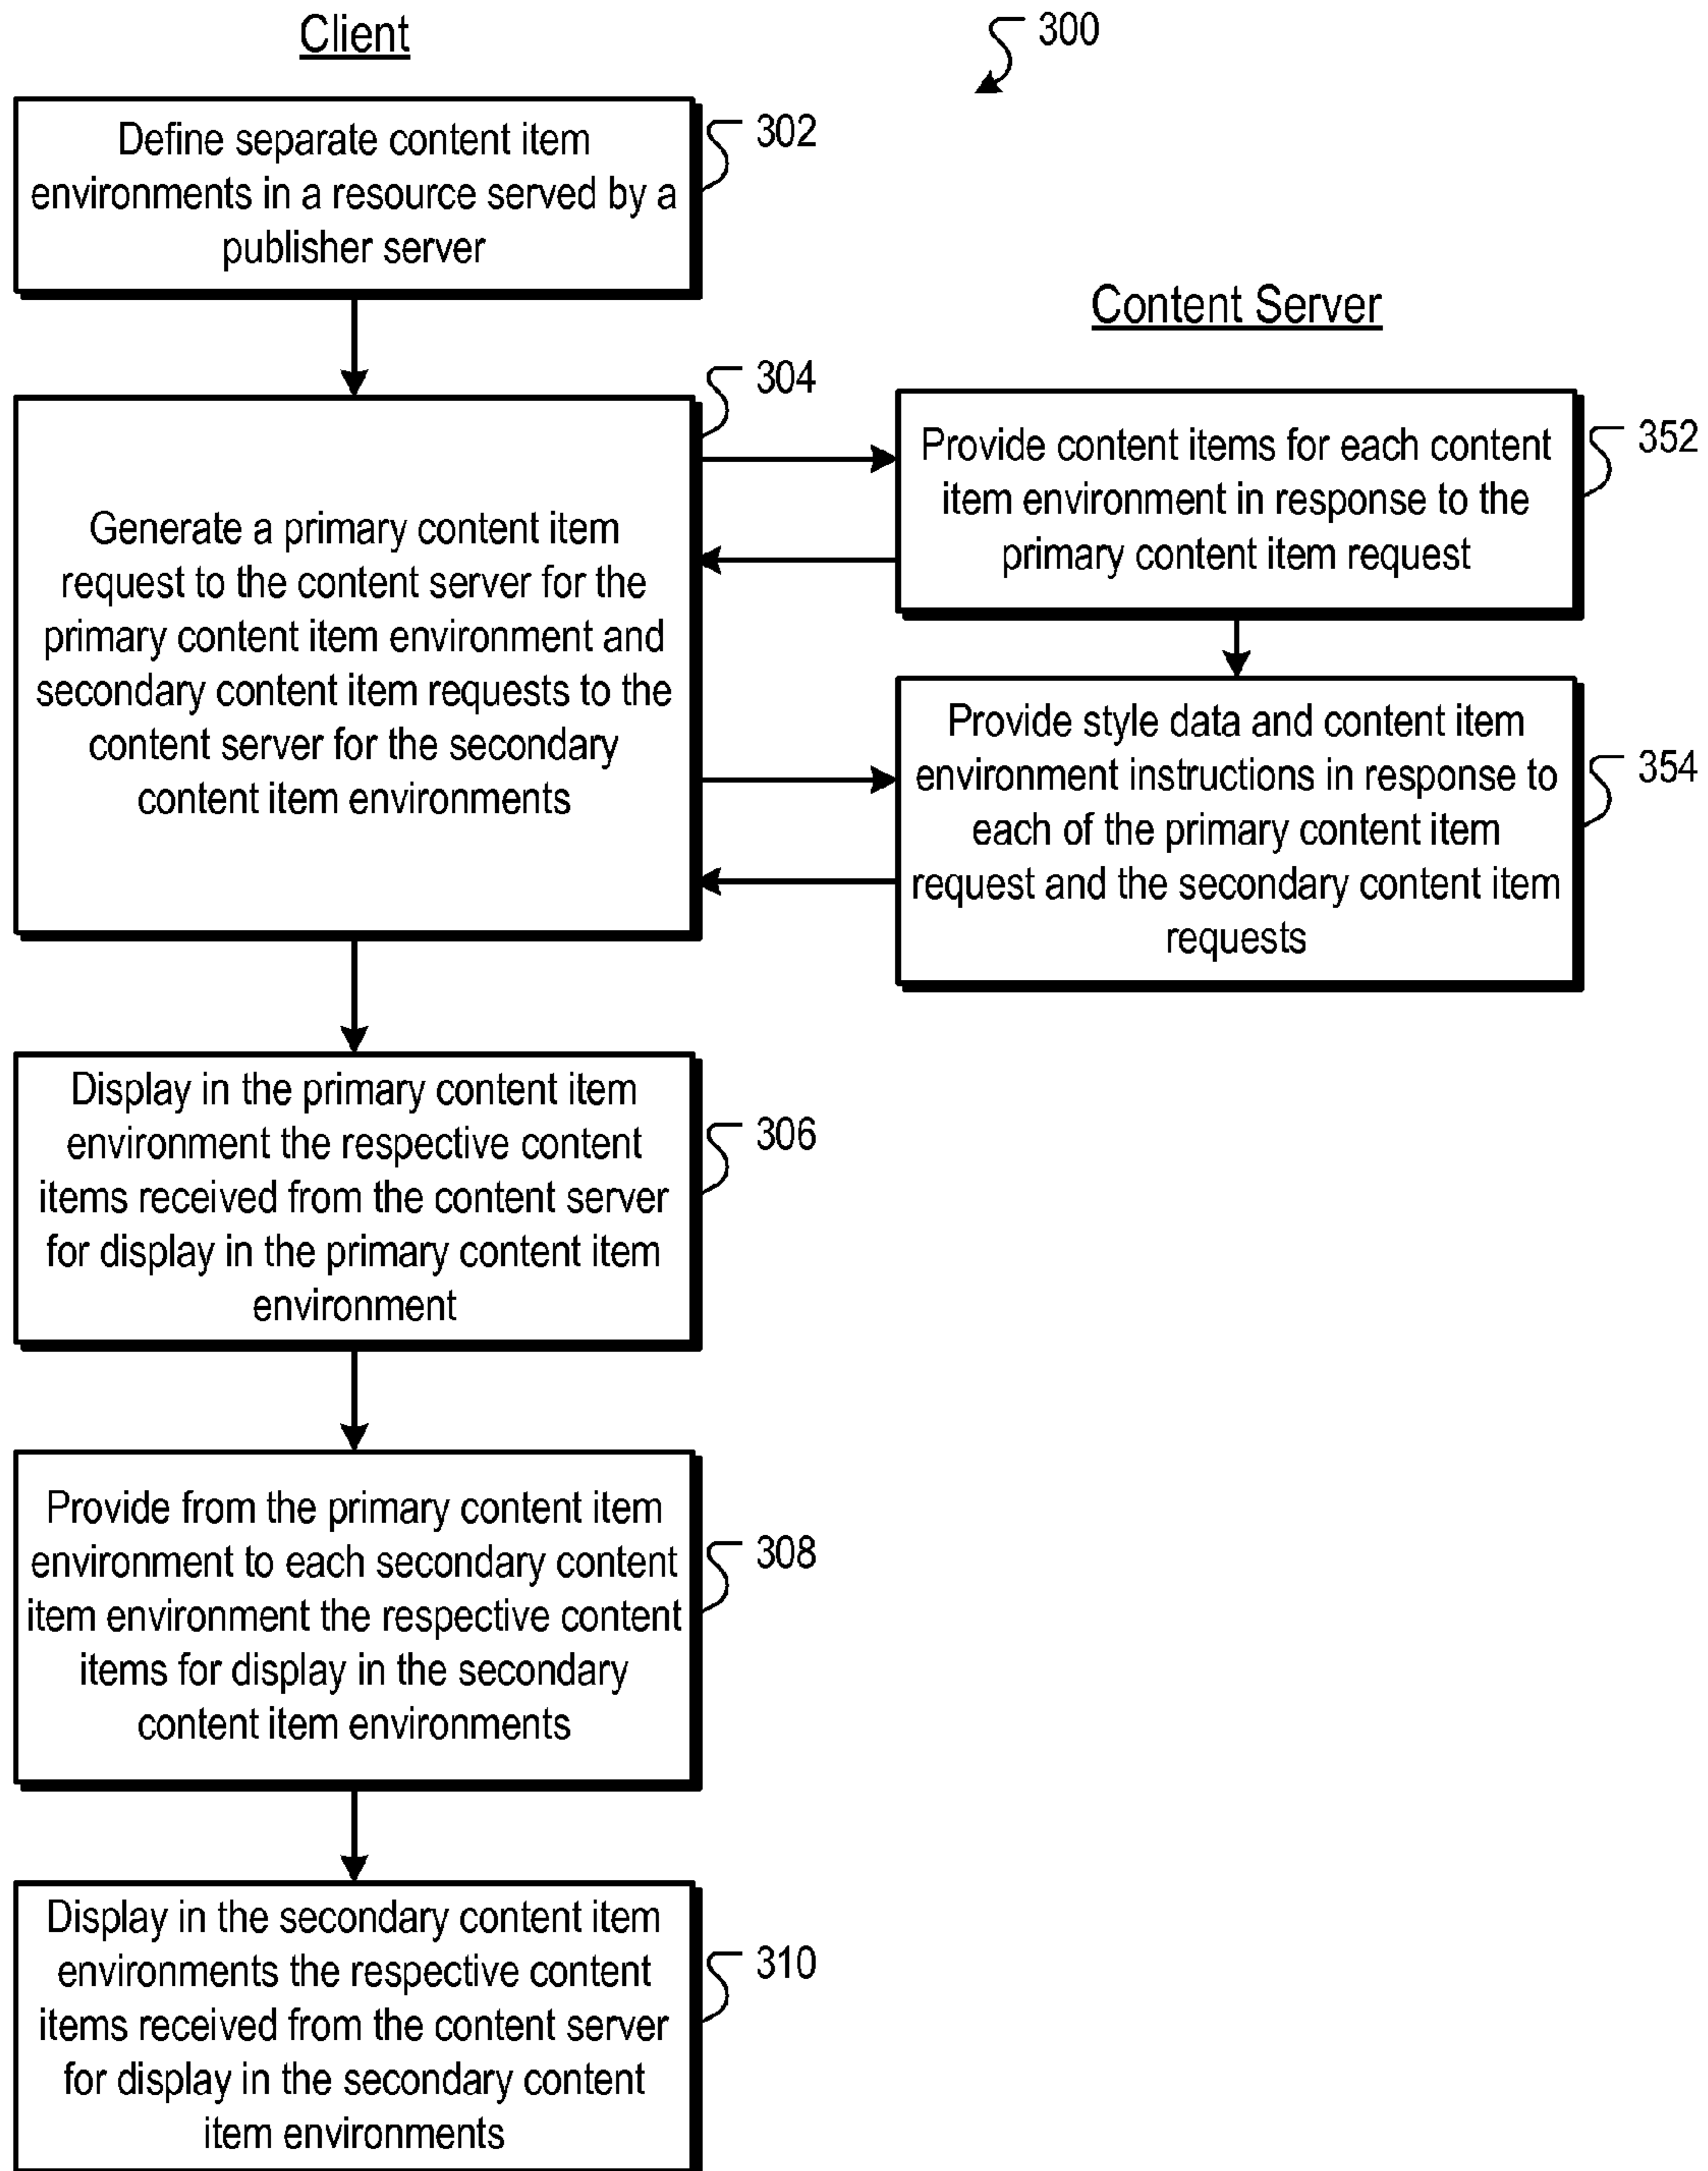 Client
300
Define separate content item
environments in a resource served by a
publisher server
302
Content Server
Generate a primary content item
request to the content server for the
primary content item environment and
secondary content item requests to the
content server for the secondary
content item environments
304
Provide content items for each content
item environment in response to the
primary content item request
352
Provide style data and content item
environment instructions in response to
each of the primary content item
request and the secondary content item
requests
354
Display in the primary content item
environment the respective content
items received from the content server
for display in the primary content item
environment
306
Provide from the primary content item
environment to each secondary content
item environment the respective content
items for display in the secondary
content item environments
308
Display in the secondary content item
environments the respective content
items received from the content server
for display in the secondary content
item environments
310